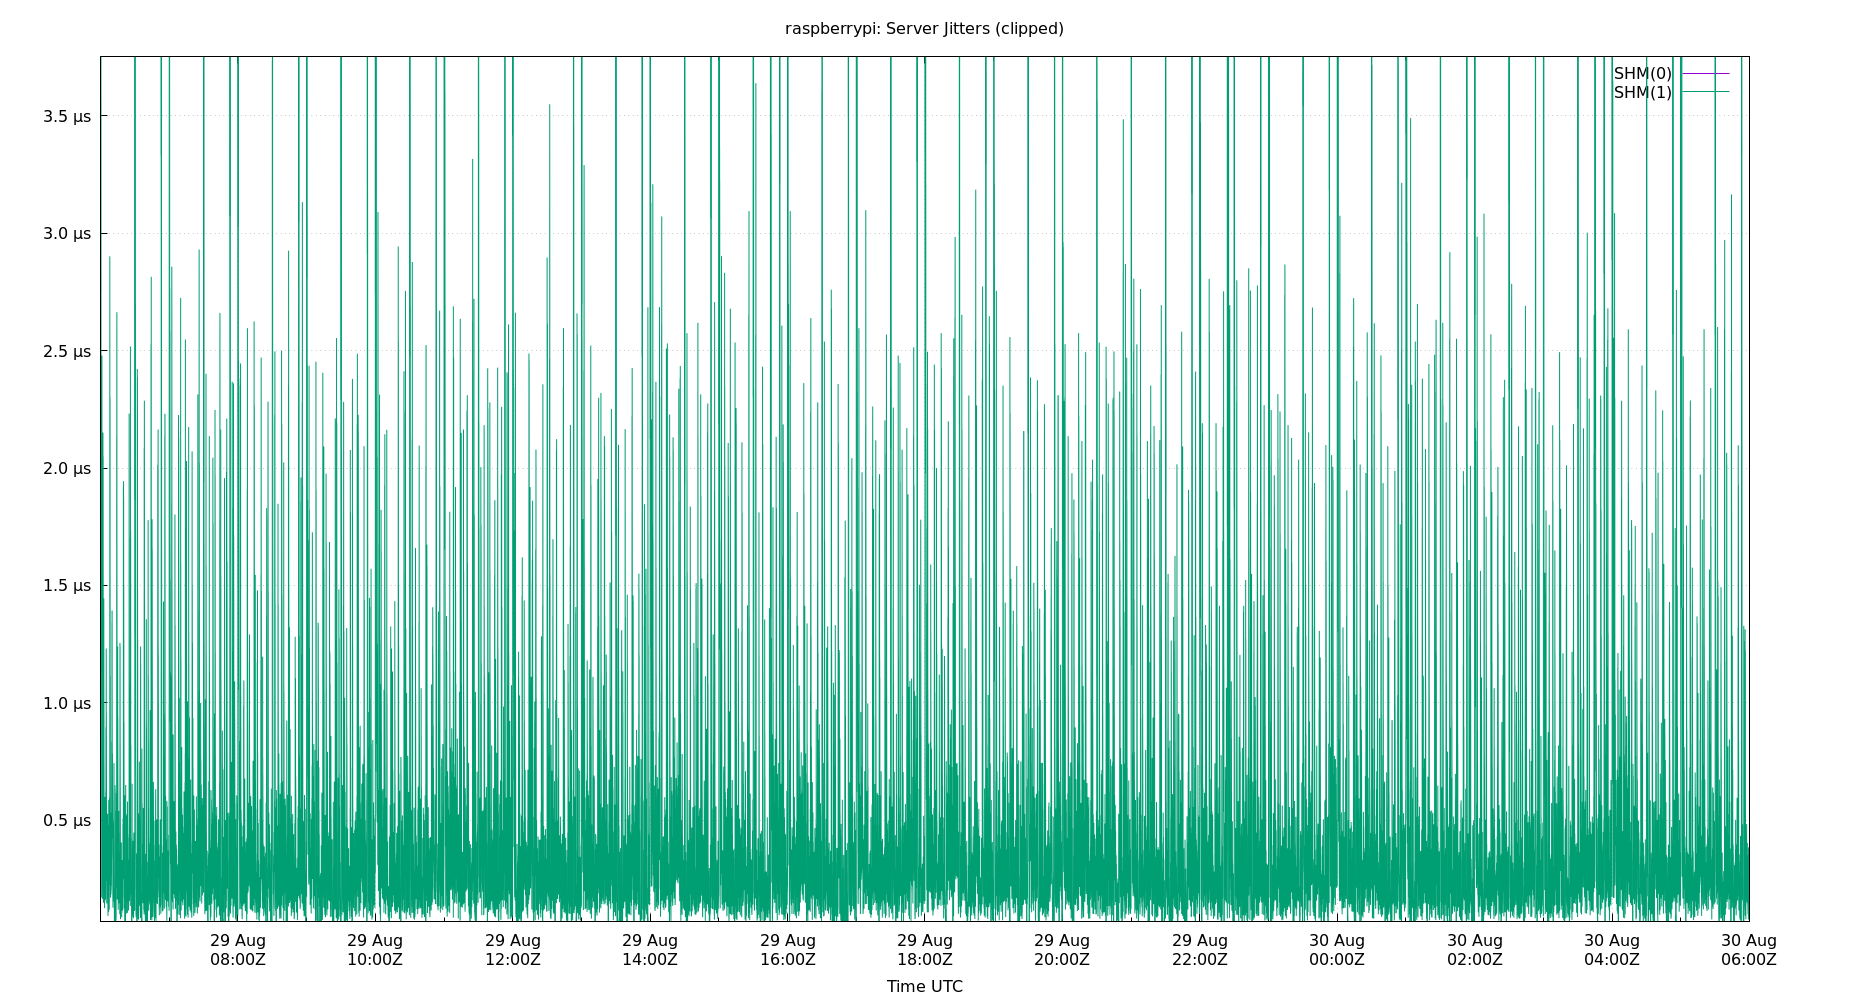 raspberrypi: Server Jitters (clipped)
SHM(0)
SHM(1)
3.5 µs
3.0 µs
2.5 µs
2.0 µs
1.5 µs
1.0 µs
0.5 µs
29 Aug 29 Aug 29 Aug 29 Aug 29 Aug 29 Aug 29 Aug 29 Aug 30 Aug 30 Aug 30 Aug 30 Aug
08:00Z 10:00Z 12:00Z 14:00Z 16:00Z 18:00Z 20:00Z 22:00Z 00:00Z 02:00Z 04:00Z 06:00Z
Time UTC